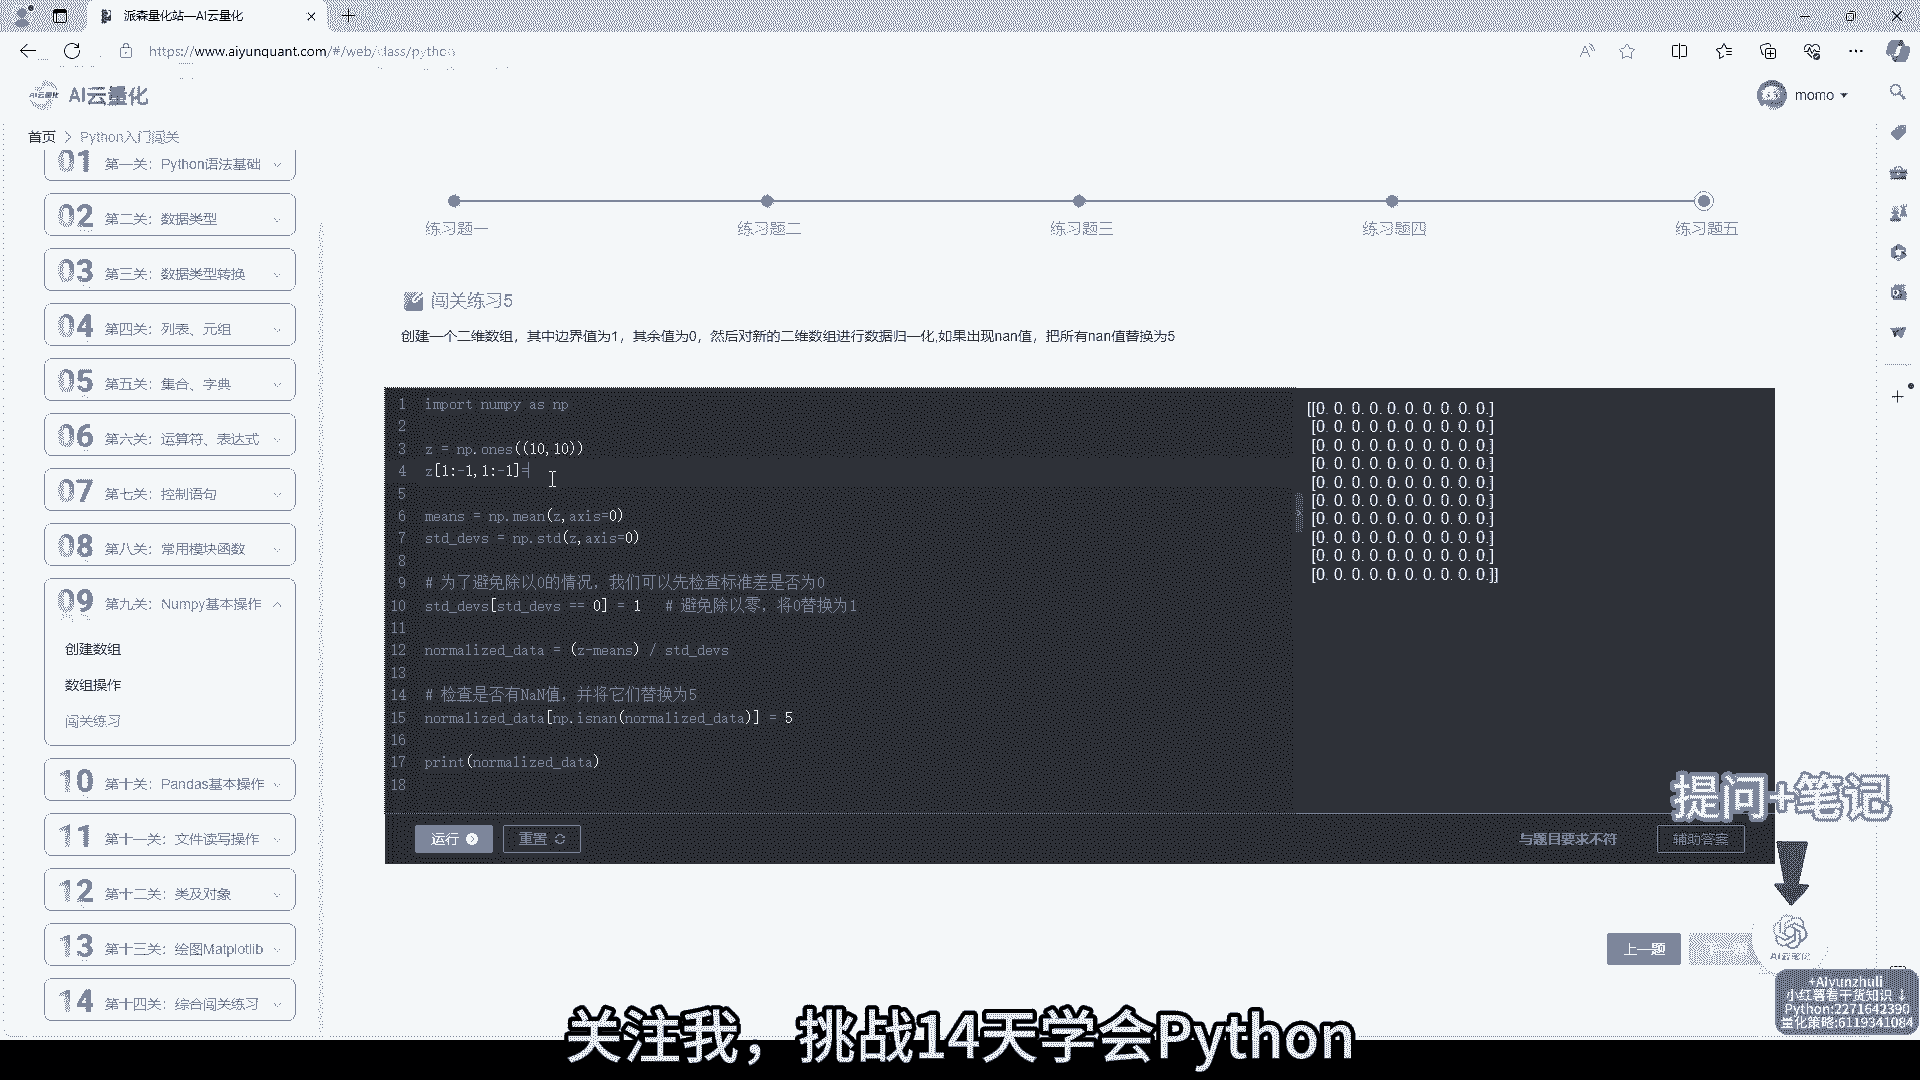 派森量化站—AI云量化
https://www.aiyunquant.com/#/web/class/python
AI云量化
momo
首页 > Python入门闯关
01 第一关：Python语法基础
02 第二关：数据类型
03 第三关：数据类型转换
04 第四关：列表、元组
05 第五关：集合、字典
06 第六关：运算符、表达式
07 第七关：控制语句
08 第八关：常用模块函数
09 第九关：Numpy基本操作
创建数组
数组操作
闯关练习
10 第十关：Pandas基本操作
11 第十一关：文件读写操作
12 第十二关：类及对象
13 第十三关：绘图Matplotlib
14 第十四关：综合闯关练习
练习题一
练习题二
练习题三
练习题四
练习题五
闯关练习5
创建一个二维数组，其中边界值为1，其余值为0，然后对新的二维数组进行数据归一化,如果出现nan值，把所有nan值替换为5
1 import numpy as np
2
3 z = np.ones((10,10))
4 z[1:-1,1:-1]=
5
6 means = np.mean(z,axis=0)
7 std_devs = np.std(z,axis=0)
8
9 # 为了避免除以0的情况，我们可以先检查标准差是否为0
10 std_devs[std_devs == 0] = 1 # 避免除以零，将0替换为1
11
12 normalized_data = (z-means) / std_devs
13
14 # 检查是否有NaN值，并将它们替换为5
15 normalized_data[np.isnan(normalized_data)] = 5
16
17 print(normalized_data)
18
[[0. 0. 0. 0. 0. 0. 0. 0. 0. 0.]
[0. 0. 0. 0. 0. 0. 0. 0. 0. 0.]
[0. 0. 0. 0. 0. 0. 0. 0. 0. 0.]
[0. 0. 0. 0. 0. 0. 0. 0. 0. 0.]
[0. 0. 0. 0. 0. 0. 0. 0. 0. 0.]
[0. 0. 0. 0. 0. 0. 0. 0. 0. 0.]
[0. 0. 0. 0. 0. 0. 0. 0. 0. 0.]
[0. 0. 0. 0. 0. 0. 0. 0. 0. 0.]
[0. 0. 0. 0. 0. 0. 0. 0. 0. 0.]
[0. 0. 0. 0. 0. 0. 0. 0. 0. 0.]]
运行
重置
与题目要求不符
辅助答案
提问+笔记
上一题
下一题
AI云量化
+Aiyunzhuli
小红薯看干货知识↓
Python:2271642390
量化策略:6119341084
关注我，挑战14天学会Python